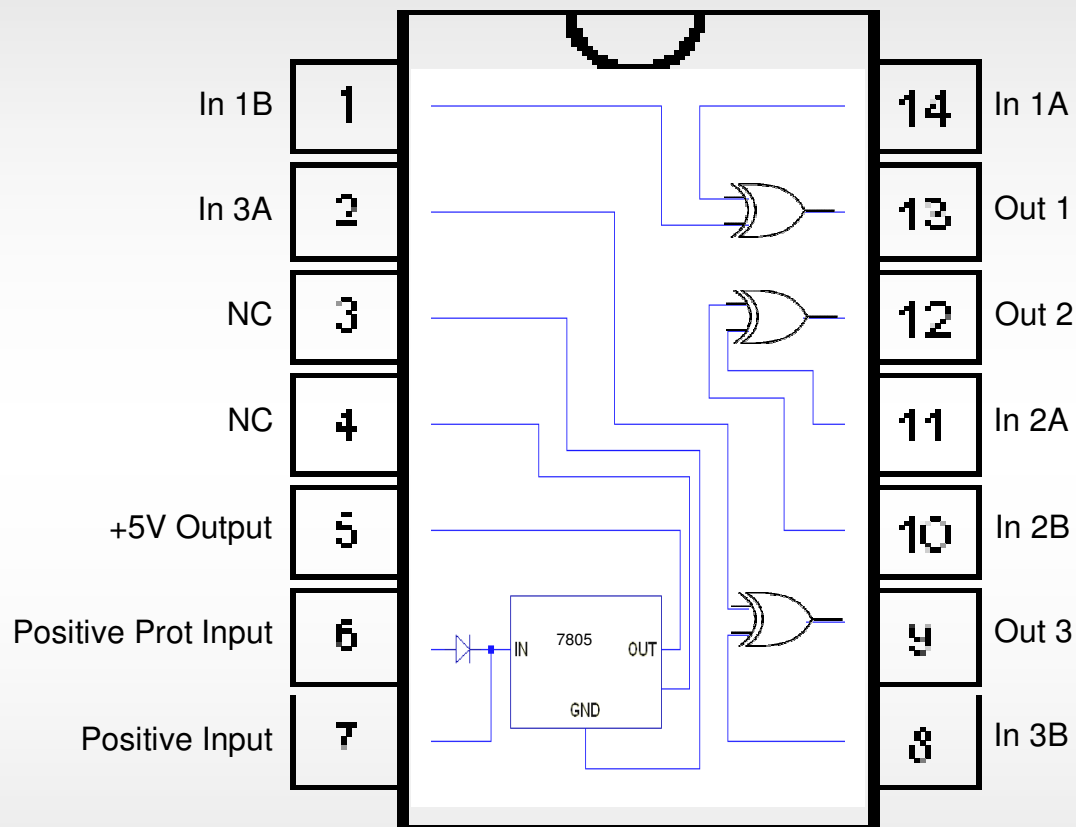 In 1B 1 14 In 1A
In 3A 2 13 Out 1
NC 3 12 Out 2
NC 4 11 In 2A
+5V Output 5 10 In 2B
Positive Prot Input 6 9 Out 3
IN 7805 OUT
GND
Positive Input 7 8 In 3B